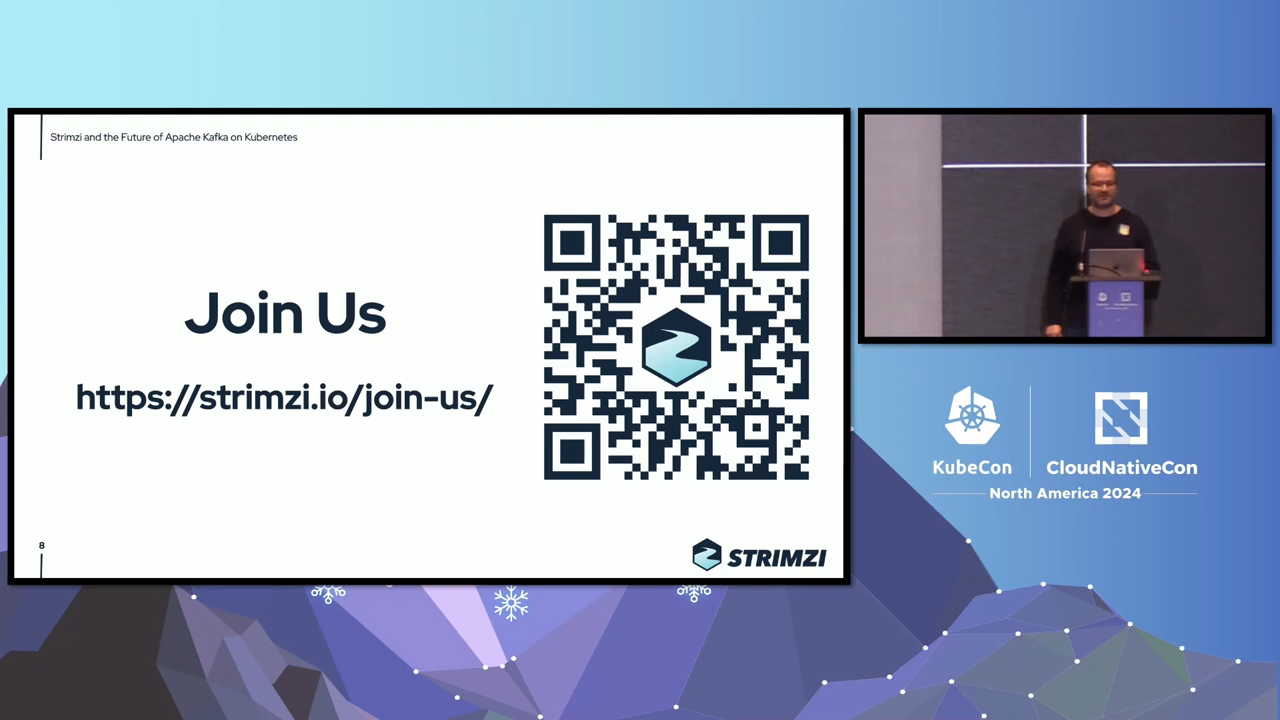 Strimzi and the Future of Apache Kafka on Kubernetes
Join Us
https://strimzi.io/join-us/
8
STRIMZI
KubeCon
CloudNativeCon
North America 2024